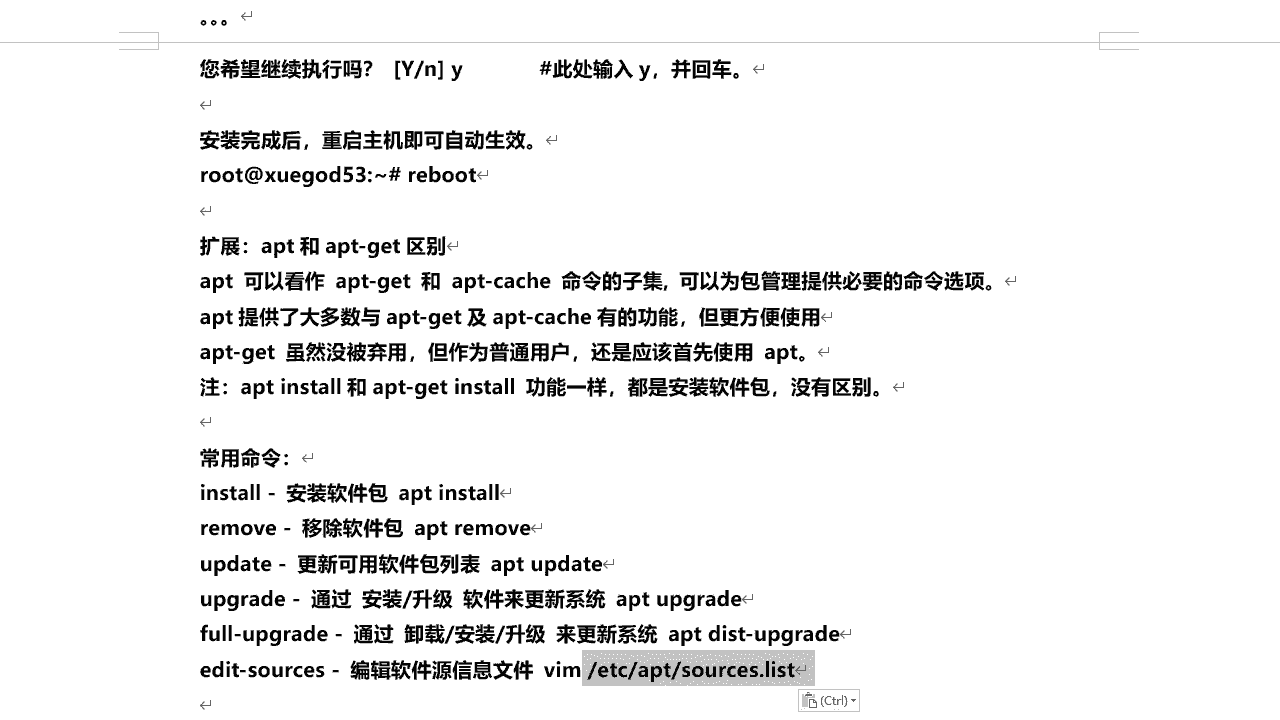 。。。
您希望继续执行吗？ [Y/n] y #此处输入 y，并回车。
安装完成后，重启主机即可自动生效。
root@xuegod53:~# reboot
扩展：apt 和 apt-get 区别
apt 可以看作 apt-get 和 apt-cache 命令的子集, 可以为包管理提供必要的命令选项。
apt 提供了大多数与 apt-get 及 apt-cache 有的功能，但更方便使用
apt-get 虽然没被弃用，但作为普通用户，还是应该首先使用 apt。
注：apt install 和 apt-get install 功能一样，都是安装软件包，没有区别。
常用命令：
install - 安装软件包 apt install
remove - 移除软件包 apt remove
update - 更新可用软件包列表 apt update
upgrade - 通过 安装/升级 软件来更新系统 apt upgrade
full-upgrade - 通过 卸载/安装/升级 来更新系统 apt dist-upgrade
edit-sources - 编辑软件源信息文件 vim /etc/apt/sources.list
(Ctrl)